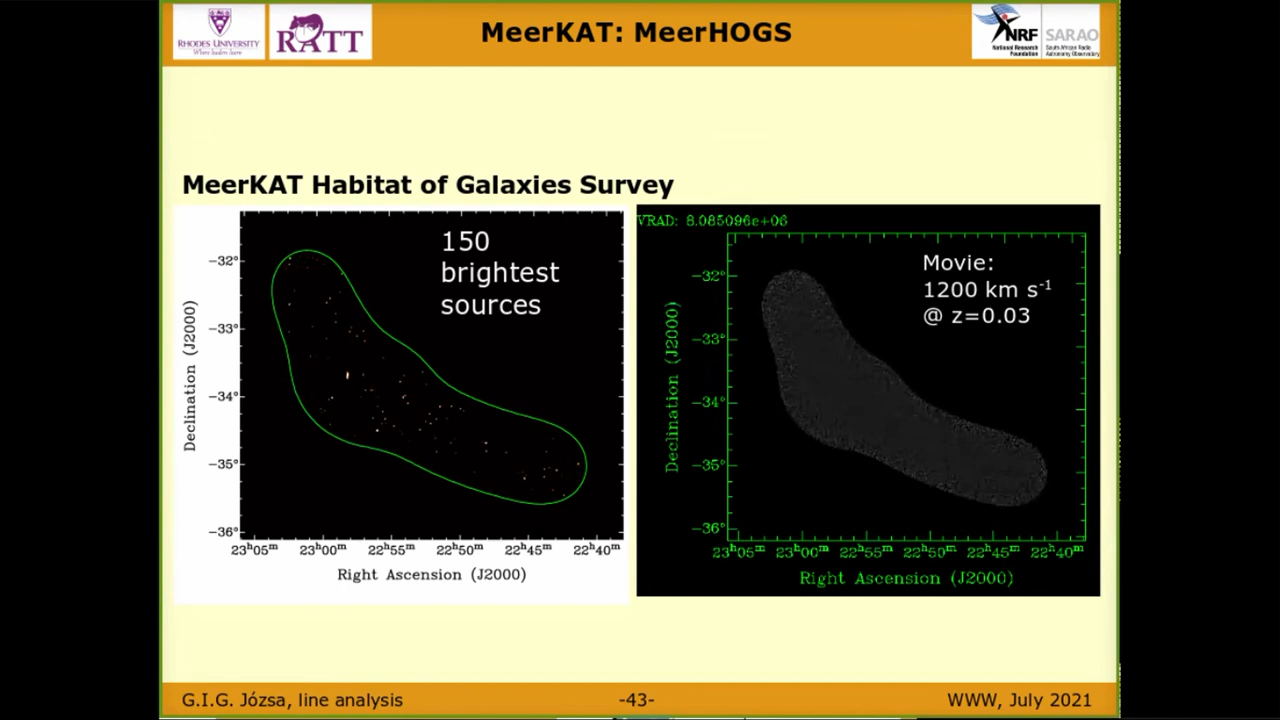 RHODES UNIVERSITY
Where leaders learn
RATT
MeerKAT: MeerHOGS
NRF
National Research
Foundation
SARAO
South African Radio
Astronomy Observatory
MeerKAT Habitat of Galaxies Survey
150
brightest
sources
−32°
−33°
−34°
−35°
−36°
Declination (J2000)
23ʰ05ᵐ 23ʰ00ᵐ 22ʰ55ᵐ 22ʰ50ᵐ 22ʰ45ᵐ 22ʰ40ᵐ
Right Ascension (J2000)
VRAD: 8.085096e+06
Movie:
1200 km s⁻¹
@ z=0.03
−32°
−33°
−34°
−35°
−36°
Declination (J2000)
23ʰ05ᵐ 23ʰ00ᵐ 22ʰ55ᵐ 22ʰ50ᵐ 22ʰ45ᵐ 22ʰ40ᵐ
Right Ascension (J2000)
G.I.G. Józsa, line analysis
-43-
WWW, July 2021